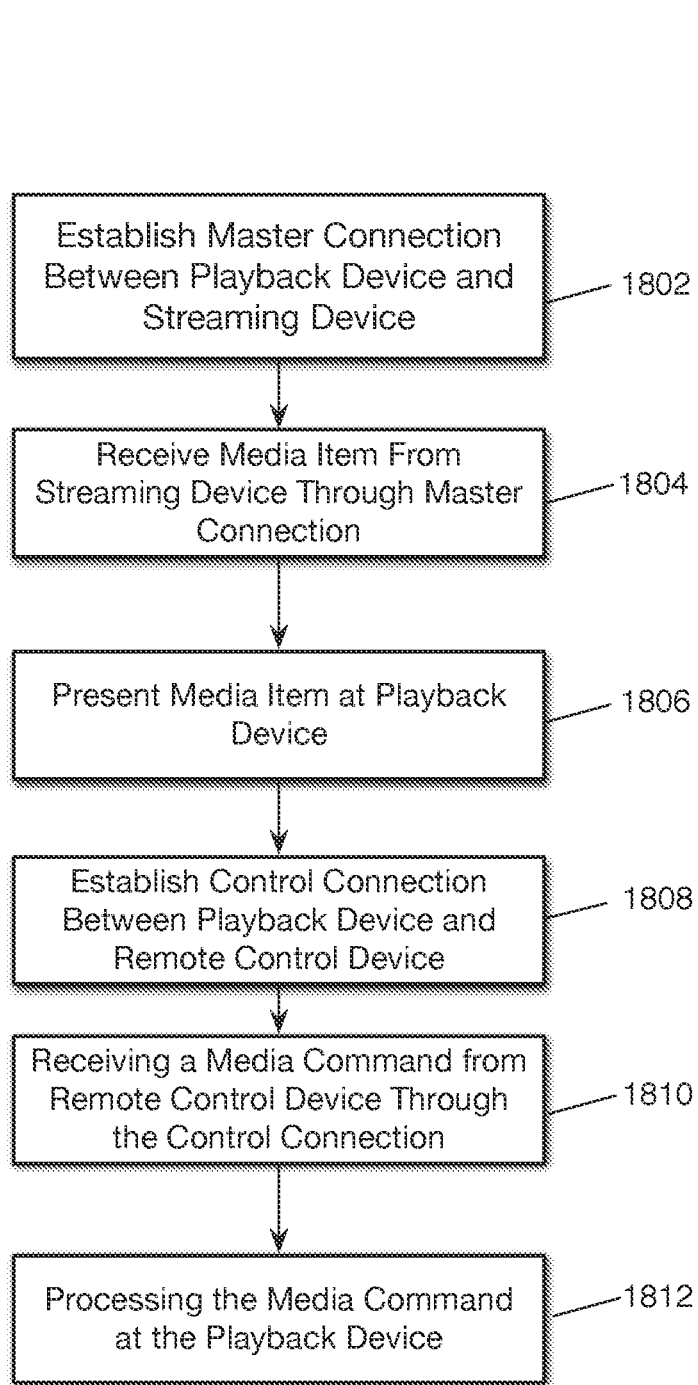 Establish Master Connection
Between Playback Device and
Streaming Device
1802
Receive Media Item From
Streaming Device Through Master
Connection
1804
Present Media Item at Playback
Device
1806
Establish Control Connection
Between Playback Device and
Remote Control Device
1808
Receiving a Media Command from
Remote Control Device Through
the Control Connection
1810
Processing the Media Command
at the Playback Device
1812